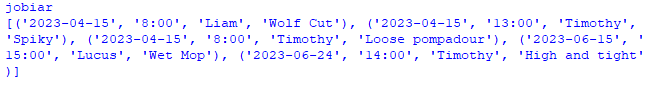 jobiar
[('2023-04-15', '8:00', 'Liam', 'Wolf Cut'), ('2023-04-15', '13:00', 'Timothy',
'Spiky'), ('2023-04-15', '8:00', 'Timothy', 'Loose pompadour'), ('2023-06-15', '
15:00', 'Lucus', 'Wet Mop'), ('2023-06-24', '14:00', 'Timothy', 'High and tight'
)]